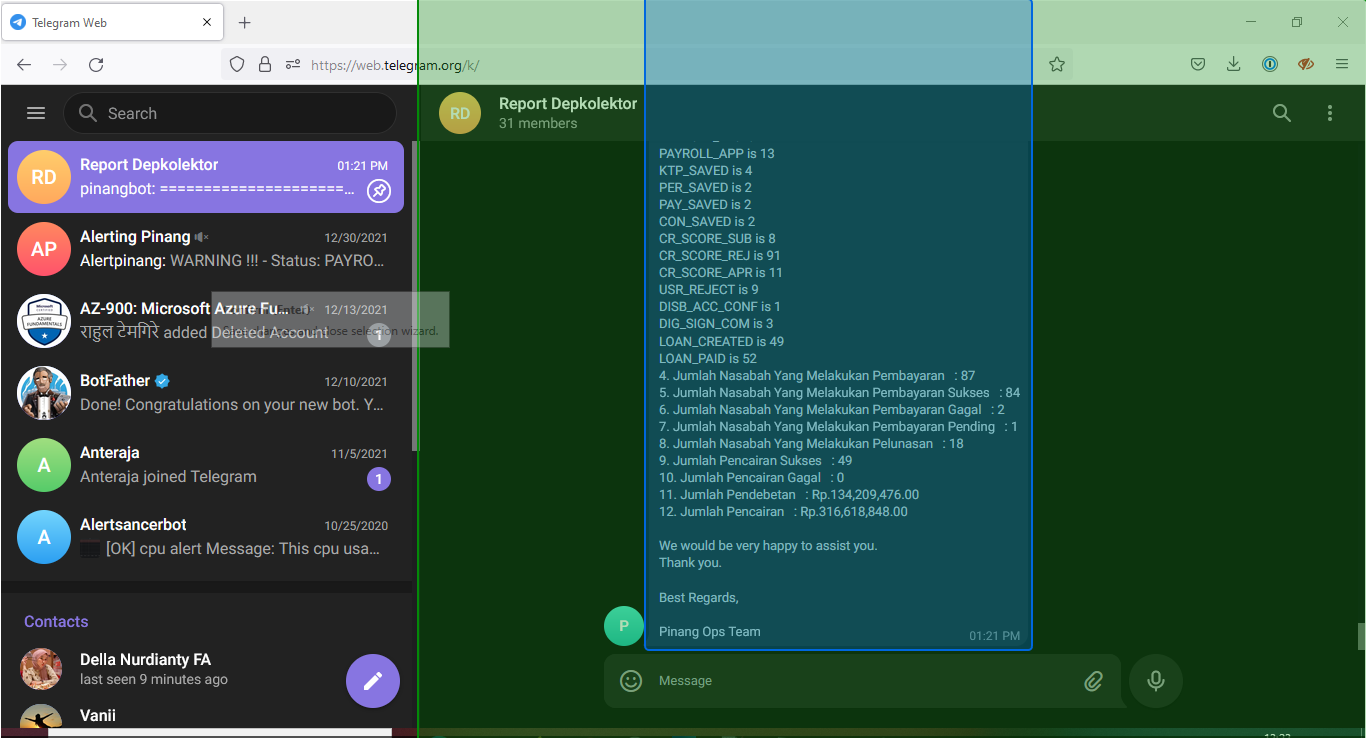 Telegram Web
https://web.telegram.org/k/
Search
RD
Report Depkolektor
01:21 PM
pinangbot: =====================...
AP
Alerting Pinang
12/30/2021
Alertpinang: WARNING !!! - Status: PAYRO...
AZ-900: Microsoft Azure Fu...
12/13/2021
राहुल टेमगिरे added Deleted Account
1
BotFather
12/10/2021
Done! Congratulations on your new bot. Y...
A
Anteraja
11/5/2021
Anteraja joined Telegram
1
A
Alertsancerbot
10/25/2020
[OK] cpu alert Message: This cpu usa...
Contacts
Della Nurdianty FA
last seen 9 minutes ago
Vanii
RD
Report Depkolektor
31 members
PAYROLL_APP is 13
KTP_SAVED is 4
PER_SAVED is 2
PAY_SAVED is 2
CON_SAVED is 2
CR_SCORE_SUB is 8
CR_SCORE_REJ is 91
CR_SCORE_APR is 11
USR_REJECT is 9
DISB_ACC_CONF is 1
DIG_SIGN_COM is 3
LOAN_CREATED is 49
LOAN_PAID is 52
4. Jumlah Nasabah Yang Melakukan Pembayaran : 87
5. Jumlah Nasabah Yang Melakukan Pembayaran Sukses : 84
6. Jumlah Nasabah Yang Melakukan Pembayaran Gagal : 2
7. Jumlah Nasabah Yang Melakukan Pembayaran Pending : 1
8. Jumlah Nasabah Yang Melakukan Pelunasan : 18
9. Jumlah Pencairan Sukses : 49
10. Jumlah Pencairan Gagal : 0
11. Jumlah Pendebetan : Rp.134,209,476.00
12. Jumlah Pencairan : Rp.316,618,848.00
We would be very happy to assist you.
Thank you.
Best Regards,
Pinang Ops Team
01:21 PM
P
Message